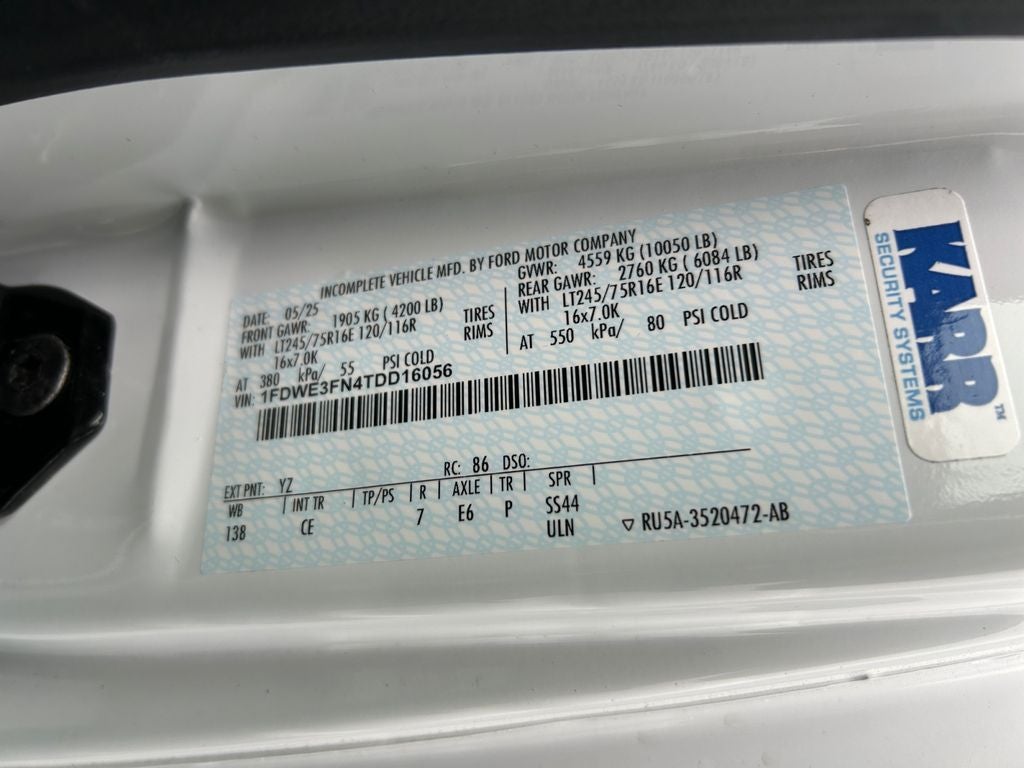 INCOMPLETE VEHICLE MFD. BY FORD MOTOR COMPANY
DATE: 05/25
FRONT GAWR: 1905 KG (4200 LB)
WITH LT245/75R16E 120/116R TIRES
16x7.0K RIMS
AT 380 kPa/ 55 PSI COLD
GVWR: 4559 KG (10050 LB)
REAR GAWR: 2760 KG (6084 LB)
WITH LT245/75R16E 120/116R TIRES
16x7.0K RIMS
AT 550 kPa/ 80 PSI COLD
VIN: 1FDWE3FN4TDD16056
EXT PNT: YZ RC: 86 DSO:
WB INT TR TP/PS R AXLE TR SPR
138 CE 7 E6 P SS44
ULN
▽ RU5A-3520472-AB
KARR™
SECURITY SYSTEMS